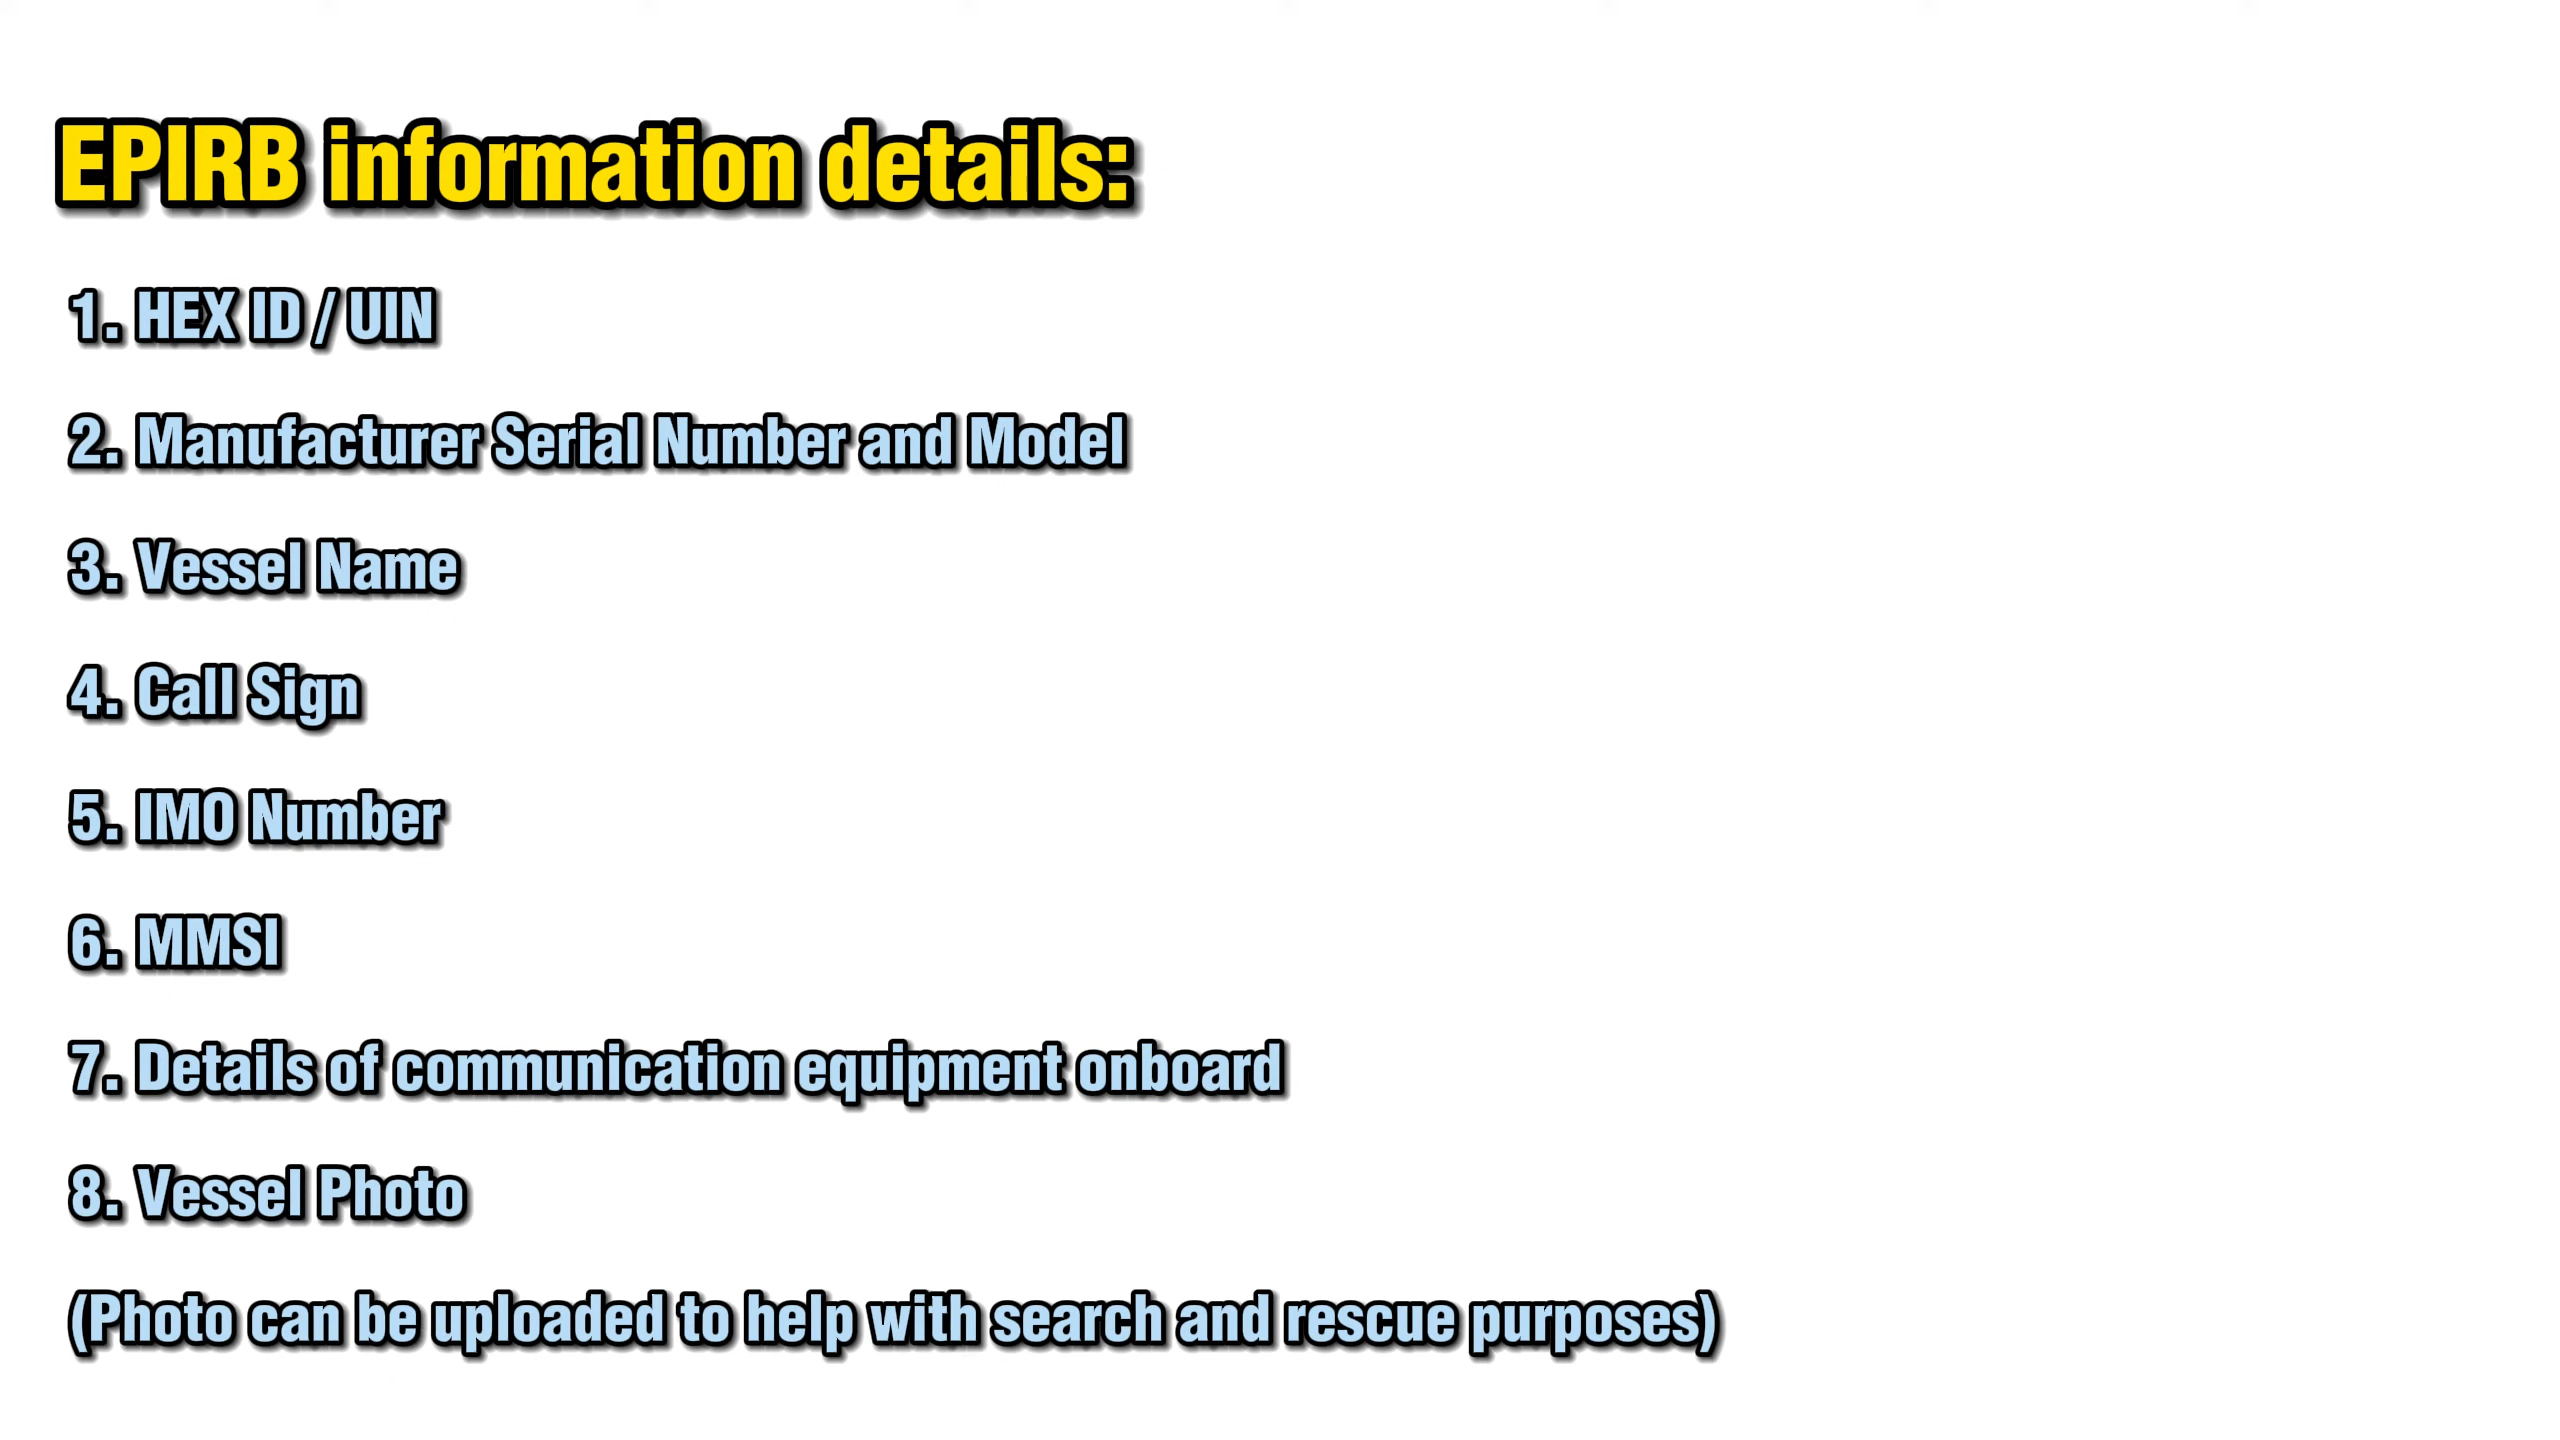 EPIRB information details:
1. HEX ID / UIN
2. Manufacturer Serial Number and Model
3. Vessel Name
4. Call Sign
5. IMO Number
6. MMSI
7. Details of communication equipment onboard
8. Vessel Photo
(Photo can be uploaded to help with search and rescue purposes)